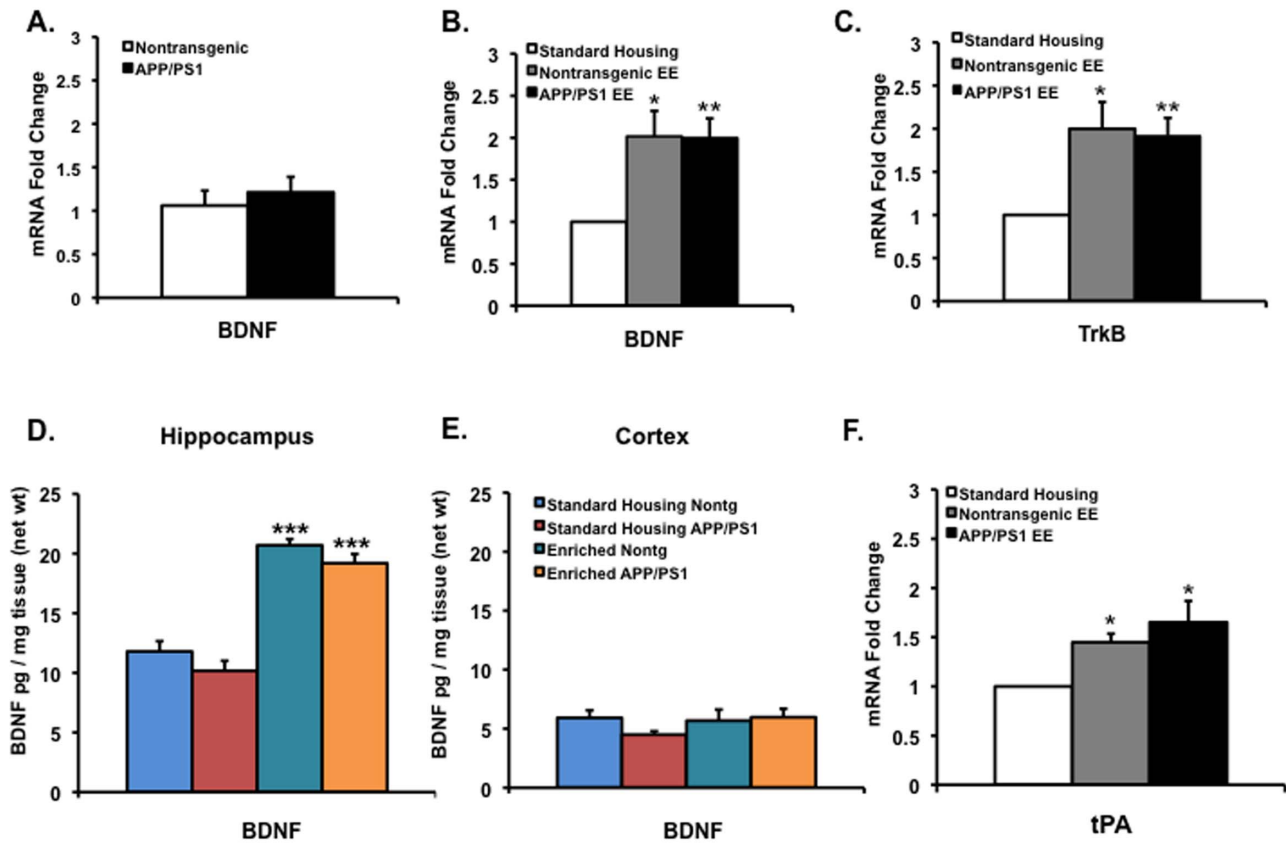 A.
mRNA Fold Change
3
2.5
2
1.5
1
0.5
0
Nontransgenic
APP/PS1
BDNF
B.
mRNA Fold Change
3
2.5
2
1.5
1
0.5
0
Standard Housing
Nontransgenic EE
APP/PS1 EE
*
**
BDNF
C.
mRNA Fold Change
3
2.5
2
1.5
1
0.5
0
Standard Housing
Nontransgenic EE
APP/PS1 EE
*
**
TrkB
D.
Hippocampus
BDNF pg / mg tissue (net wt)
25
20
15
10
5
0
***
***
BDNF
E.
Cortex
BDNF pg / mg tissue (net wt)
25
20
15
10
5
0
Standard Housing Nontg
Standard Housing APP/PS1
Enriched Nontg
Enriched APP/PS1
BDNF
F.
mRNA Fold Change
3
2.5
2
1.5
1
0.5
0
Standard Housing
Nontransgenic EE
APP/PS1 EE
*
*
tPA